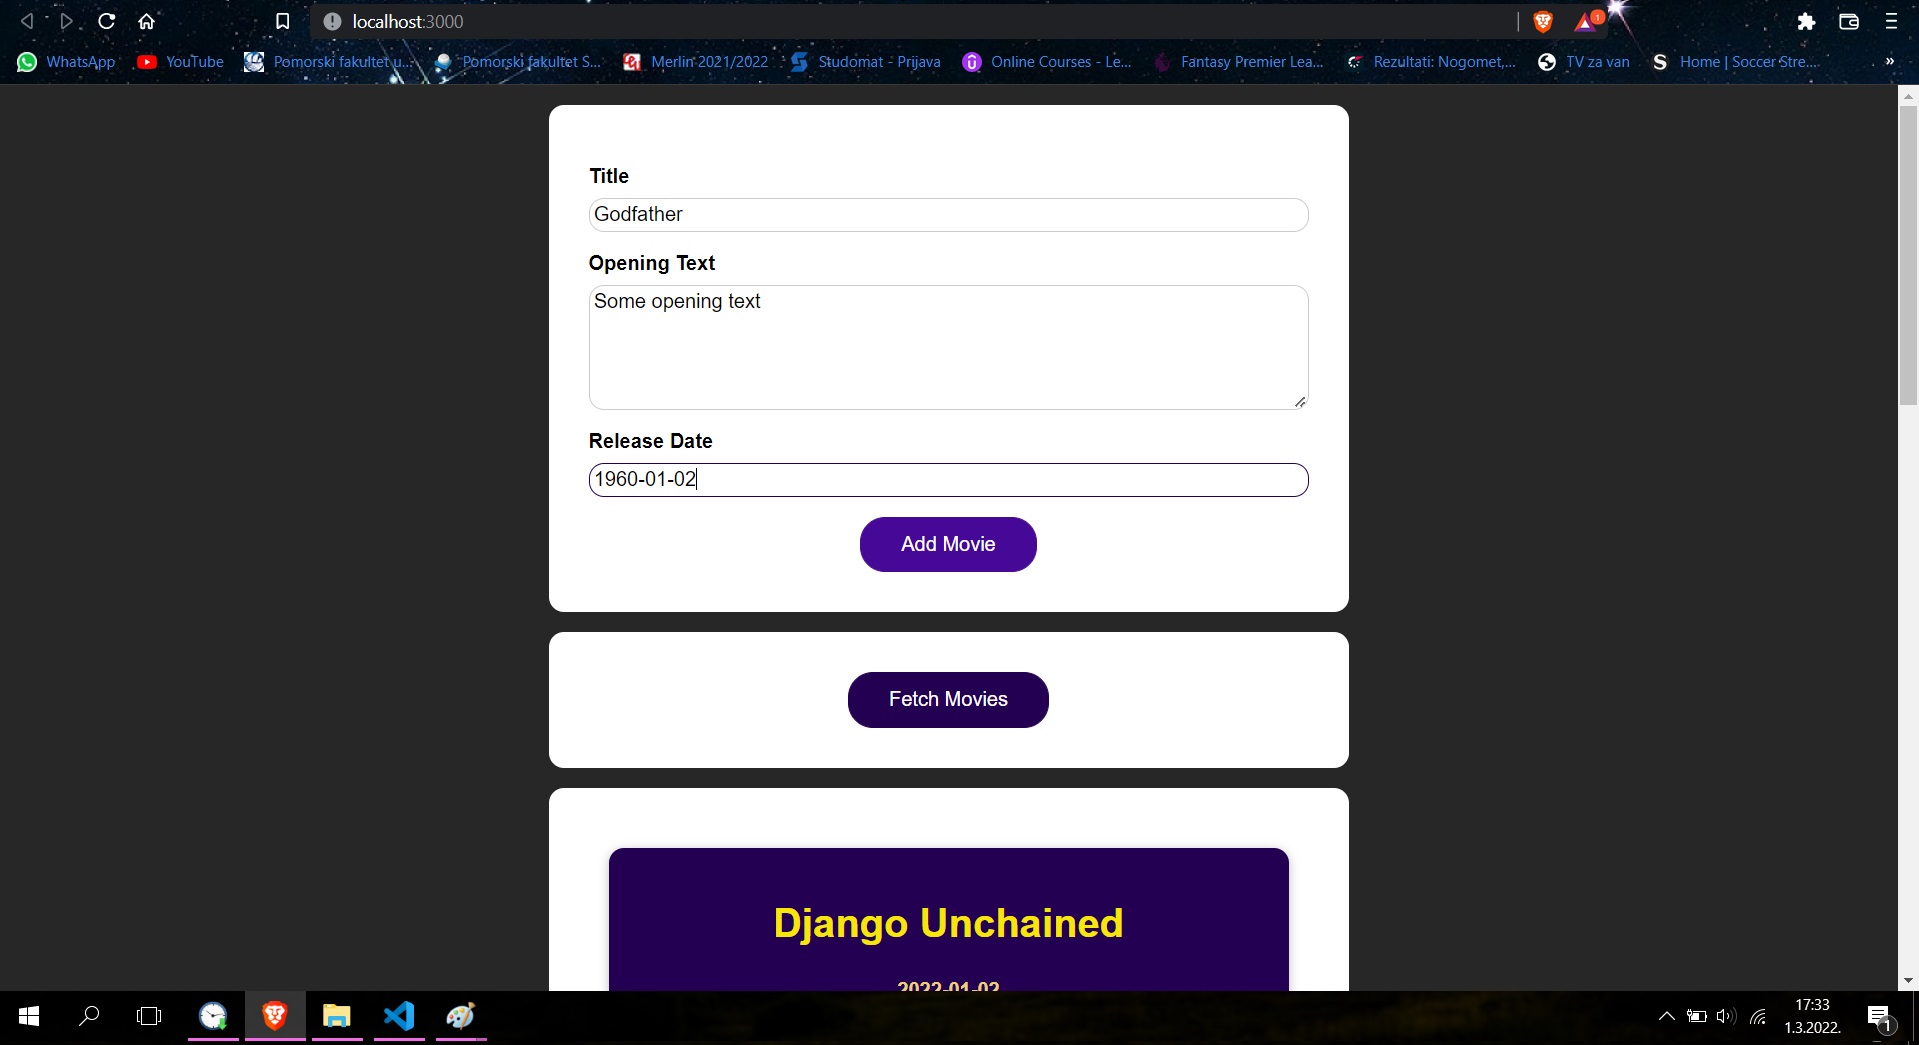 localhost:3000
1
WhatsApp YouTube Pomorski fakultet u... Pomorski fakultet S... Merlin 2021/2022 Studomat - Prijava Online Courses - Le... Fantasy Premier Lea... Rezultati: Nogomet,... TV za van Home | Soccer Stre... »
Title
Godfather
Opening Text
Some opening text
Release Date
1960-01-02
Add Movie
Fetch Movies
Django Unchained
2022-01-02
17:33
1.3.2022.
1